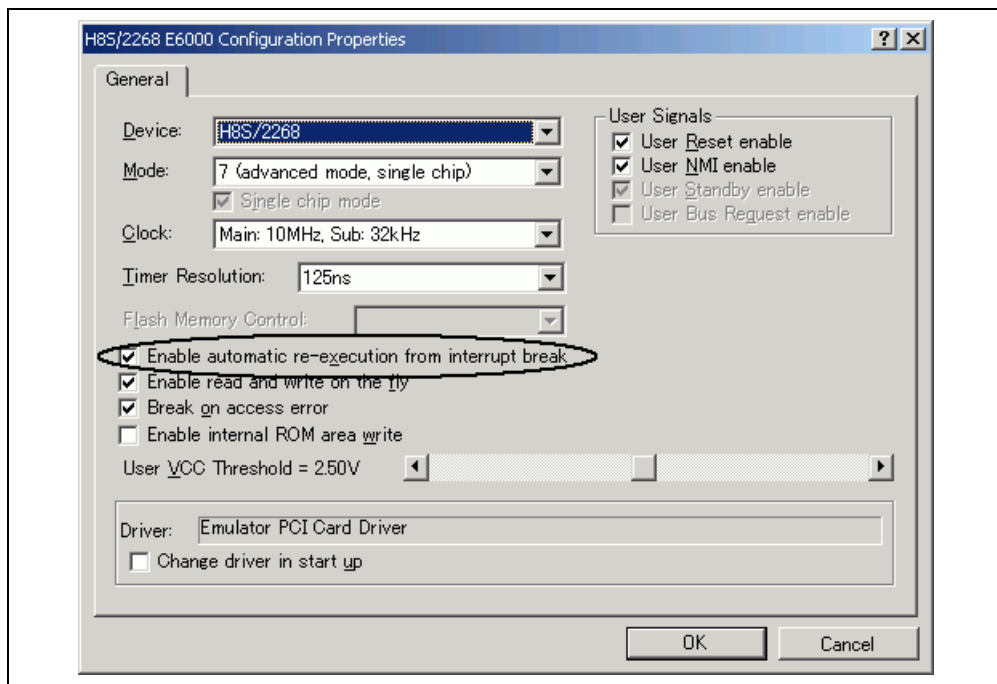 H8S/2268 E6000 Configuration Properties
General
Device: H8S/2268
Mode: 7 (advanced mode, single chip)
Single chip mode
Clock: Main: 10MHz, Sub: 32kHz
Timer Resolution: 125ns
Flash Memory Control:
Enable automatic re-execution from interrupt break
Enable read and write on the fly
Break on access error
Enable internal ROM area write
User VCC Threshold = 2.50V
User Signals
User Reset enable
User NMI enable
User Standby enable
User Bus Request enable
Driver: Emulator PCI Card Driver
Change driver in start up
OK
Cancel